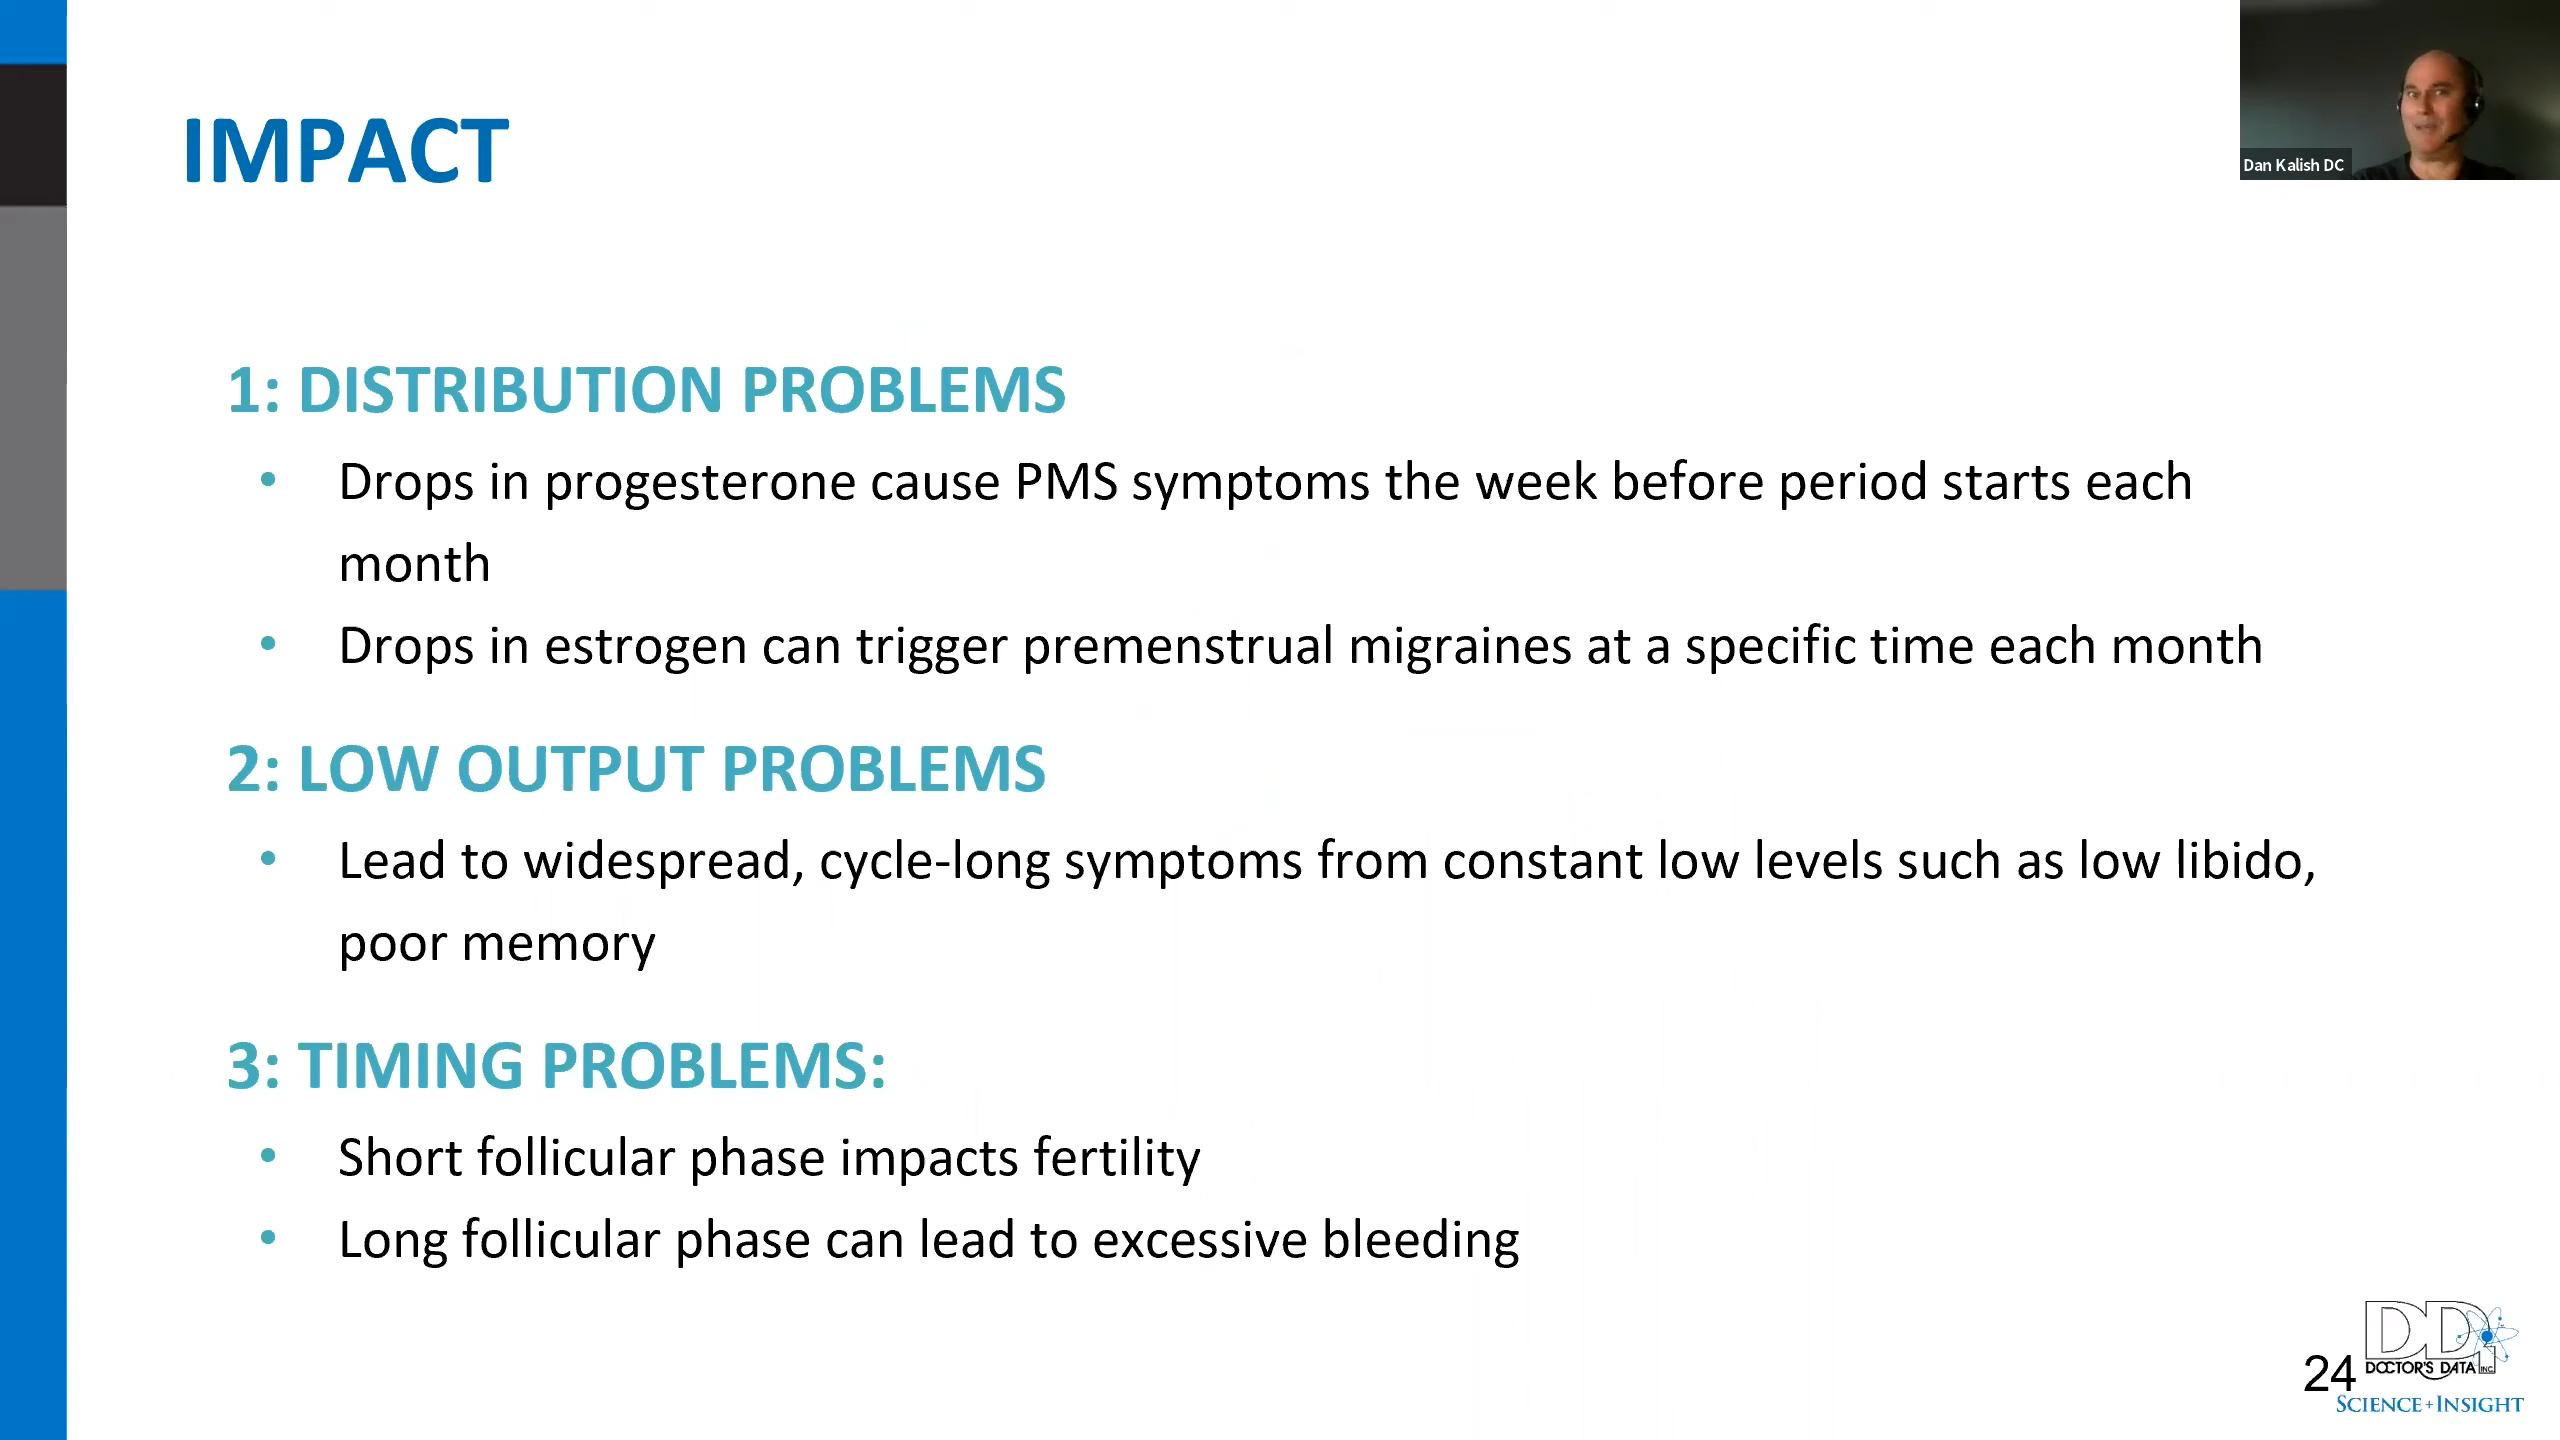 IMPACT
Dan Kalish DC
1: DISTRIBUTION PROBLEMS
• Drops in progesterone cause PMS symptoms the week before period starts each
month
• Drops in estrogen can trigger premenstrual migraines at a specific time each month
2: LOW OUTPUT PROBLEMS
• Lead to widespread, cycle-long symptoms from constant low levels such as low libido,
poor memory
3: TIMING PROBLEMS:
• Short follicular phase impacts fertility
• Long follicular phase can lead to excessive bleeding
24
DDI
DOCTOR'S DATA INC.
SCIENCE + INSIGHT